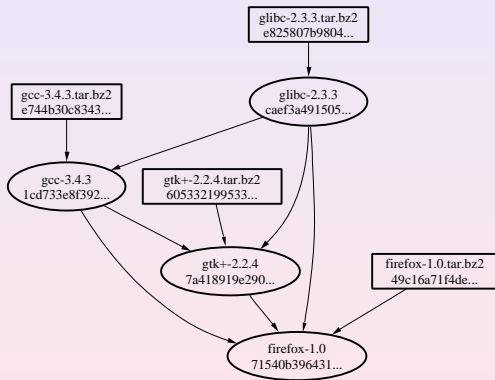 glibc-2.3.3.tar.bz2
e825807b9804...
glibc-2.3.3
caef3a491505...
gcc-3.4.3.tar.bz2
e744b30c8343...
gcc-3.4.3
1cd733e8f392...
gtk+-2.2.4.tar.bz2
605332199533...
gtk+-2.2.4
7a418919e290...
firefox-1.0.tar.bz2
49c16a71f4de...
firefox-1.0
71540b396431...